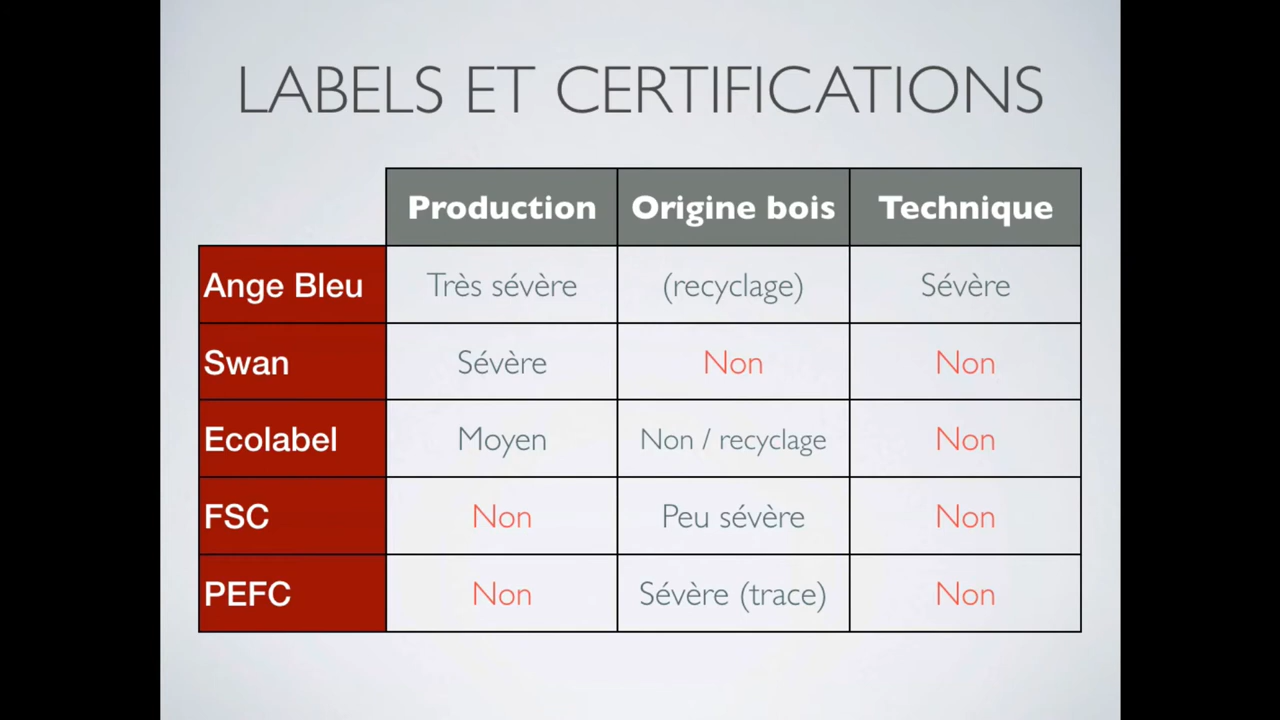 LABELS ET CERTIFICATIONS
Production Origine bois Technique
Ange Bleu Très sévère (recyclage) Sévère
Swan Sévère Non Non
Ecolabel Moyen Non / recyclage Non
FSC Non Peu sévère Non
PEFC Non Sévère (trace) Non